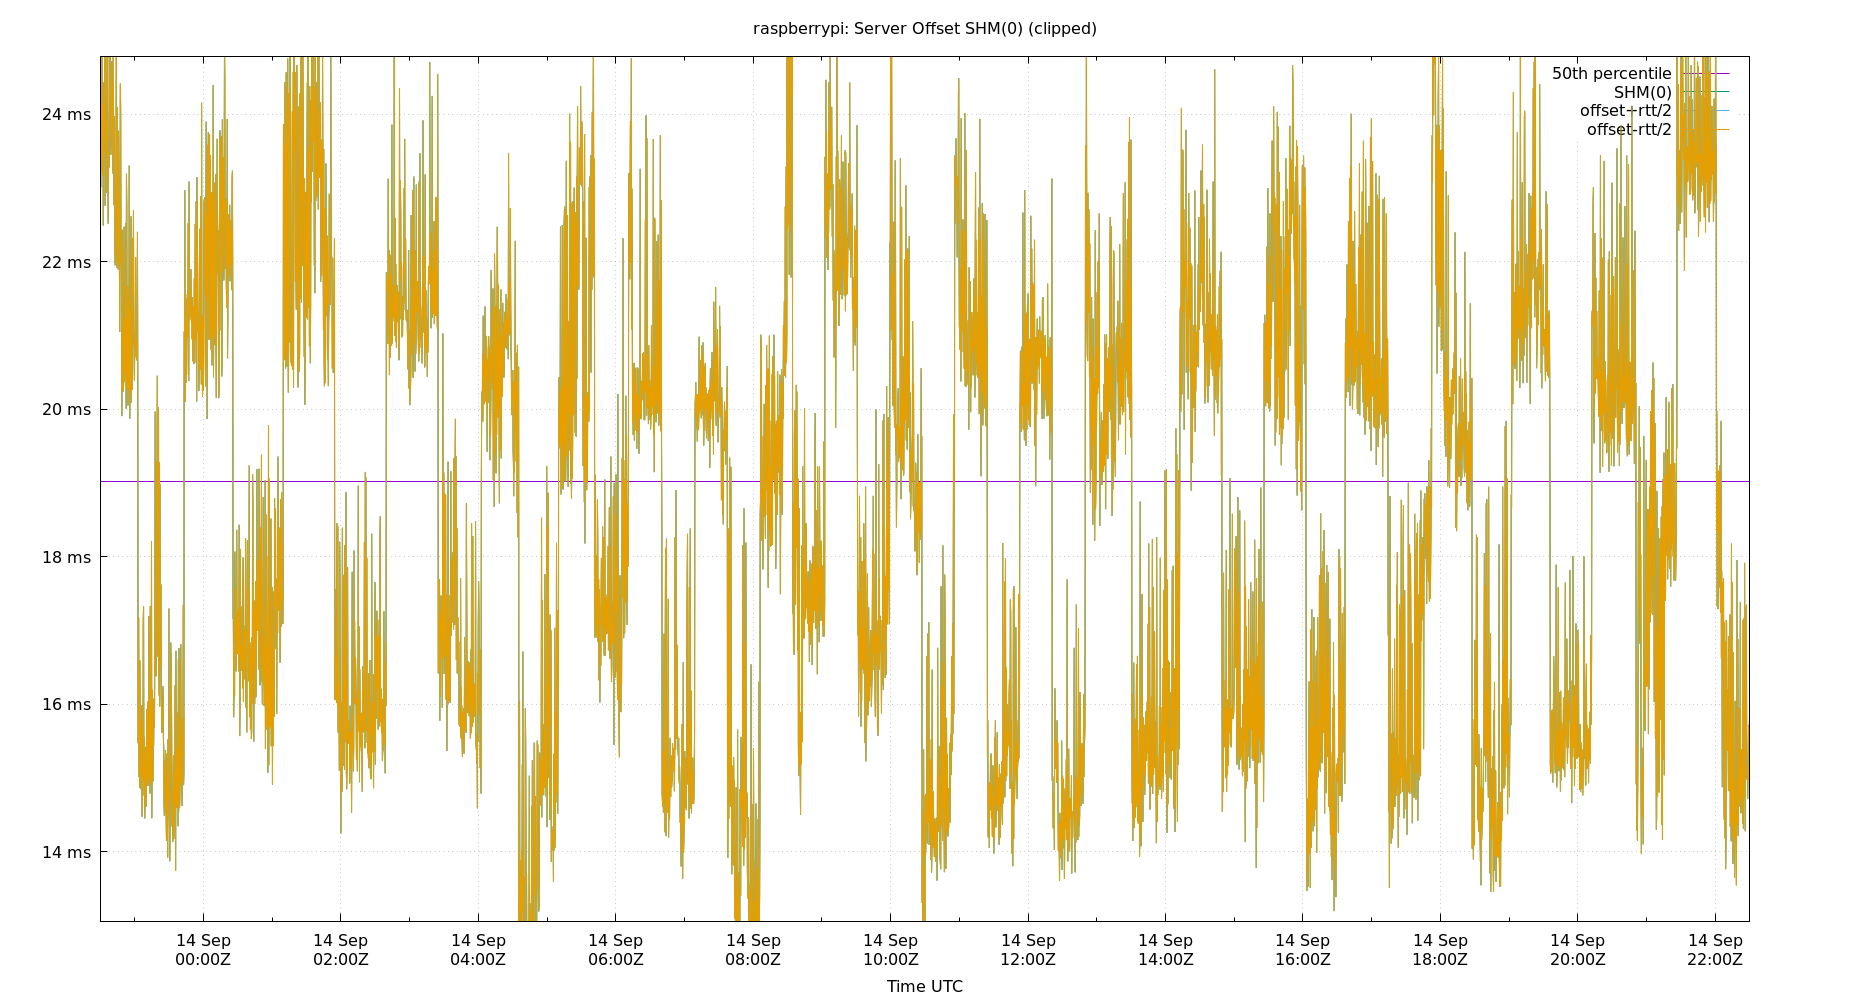 raspberrypi: Server Offset SHM(0) (clipped)
50th percentile
SHM(0)
offset-rtt/2
offset-rtt/2
24 ms
22 ms
20 ms
18 ms
16 ms
14 ms
14 Sep 14 Sep 14 Sep 14 Sep 14 Sep 14 Sep 14 Sep 14 Sep 14 Sep 14 Sep 14 Sep 14 Sep
00:00Z 02:00Z 04:00Z 06:00Z 08:00Z 10:00Z 12:00Z 14:00Z 16:00Z 18:00Z 20:00Z 22:00Z
Time UTC